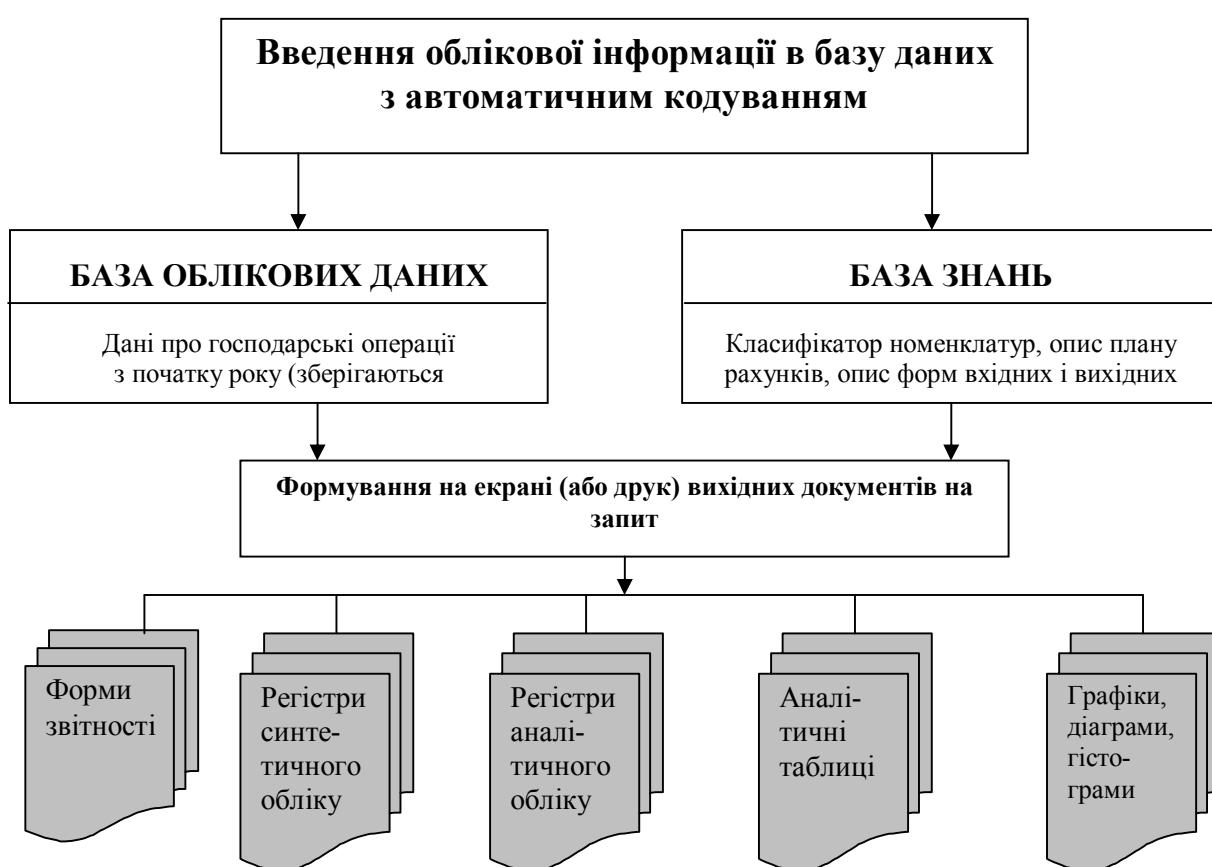 Введення облікової інформації в базу даних
з автоматичним кодуванням
БАЗА ОБЛІКОВИХ ДАНИХ
Дані про господарські операції
з початку року (зберігаються
БАЗА ЗНАНЬ
Класифікатор номенклатур, опис плану
рахунків, опис форм вхідних і вихідних
Формування на екрані (або друк) вихідних документів на
запит
Форми
звітності
Регістри
синте-
тичного
обліку
Регістри
аналі-
тичного
обліку
Аналі-
тичні
таблиці
Графіки,
діаграми,
гісто-
грами